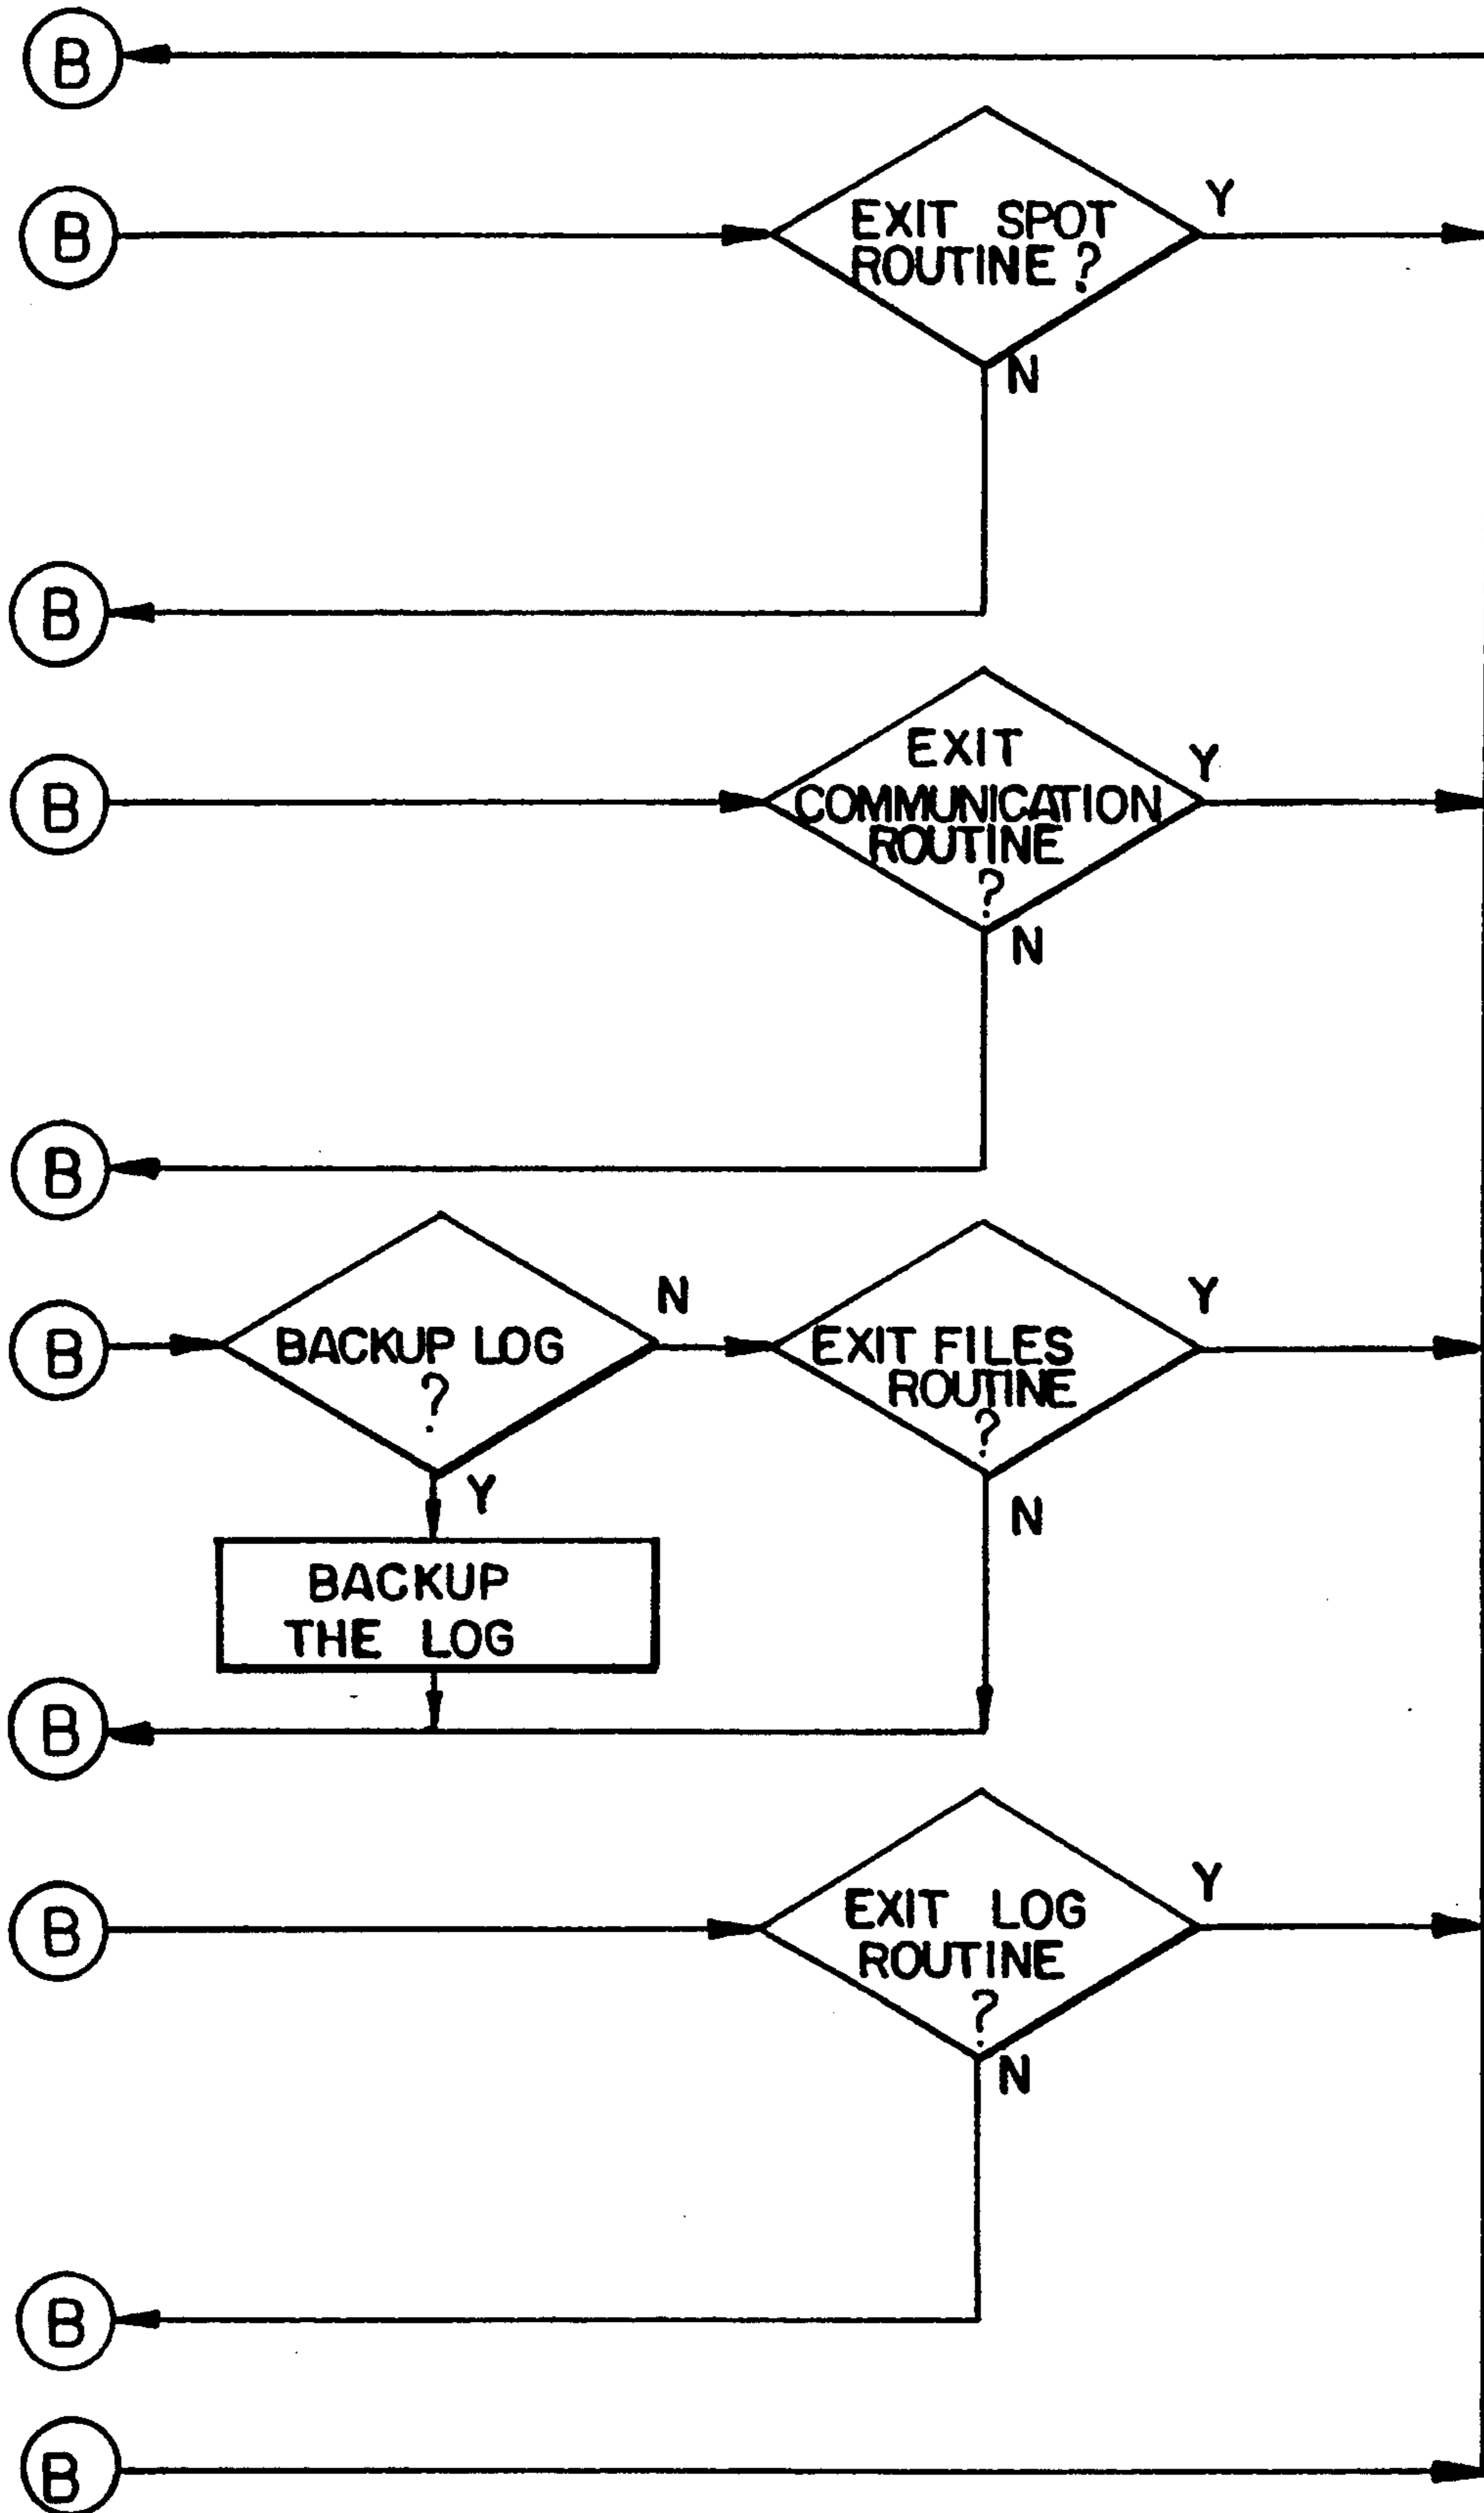 B
B
EXIT SPOT
ROUTINE ?
Y
N
B
B
EXIT
COMMUNICATION
ROUTINE
?
Y
N
B
B
BACKUP LOG
?
N
Y
EXIT FILES
ROUTINE
?
Y
N
BACKUP
THE LOG
B
B
EXIT LOG
ROUTINE
?
Y
N
B
B